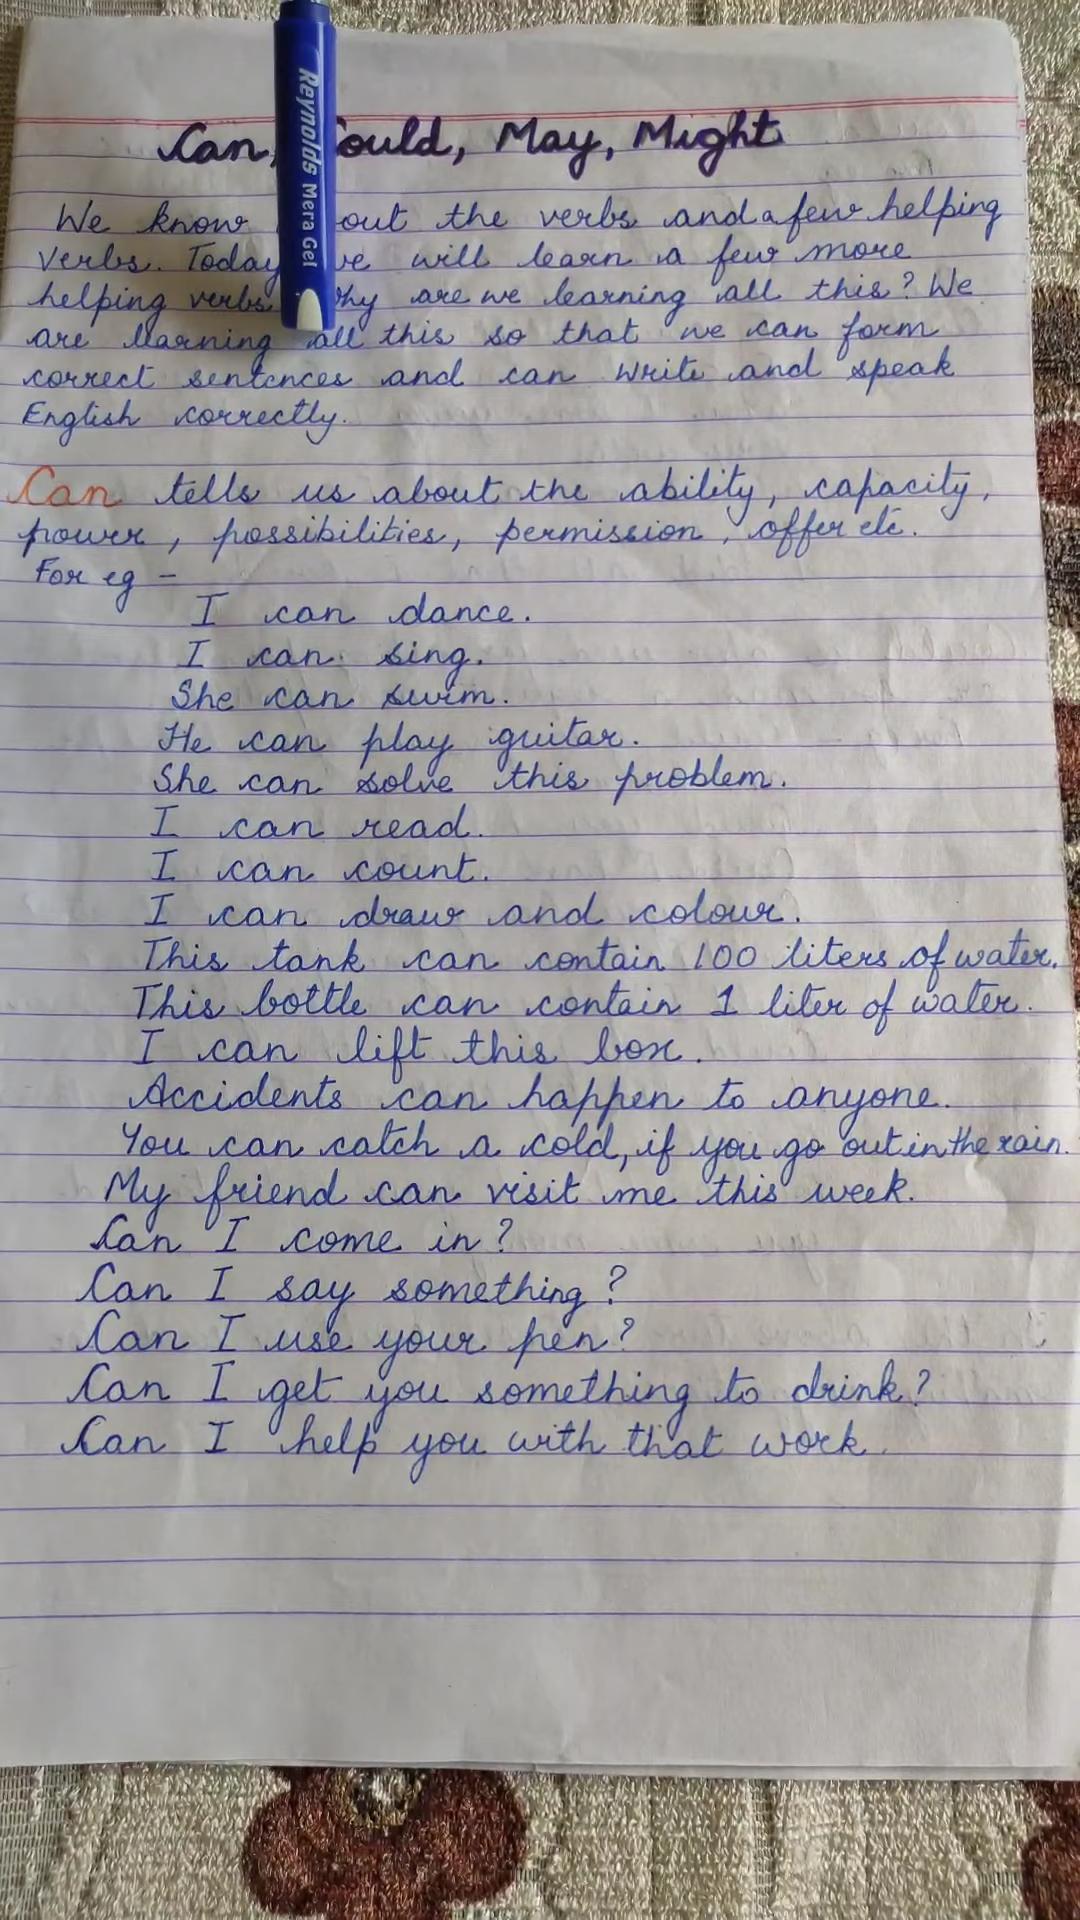 Can, Could, May, Might
We know about the verbs and a few helping
verbs. Today we will learn a few more
helping verbs. Why are we learning all this? We
are learning all this so that we can form
correct sentences and can write and speak
English correctly.
Can tells us about the ability, capacity,
power, possibilities, permission, offer etc.
For eg -
I can dance.
I can sing.
She can swim.
He can play guitar.
She can solve this problem.
I can read.
I can count.
I can draw and colour.
This tank can contain 100 liters of water.
This bottle can contain 1 liter of water.
I can lift this box.
Accidents can happen to anyone.
You can catch a cold, if you go out in the rain.
My friend can visit me this week.
Can I come in?
Can I say something?
Can I use your pen?
Can I get you something to drink?
Can I help you with that work.
Reynolds Mera Gel